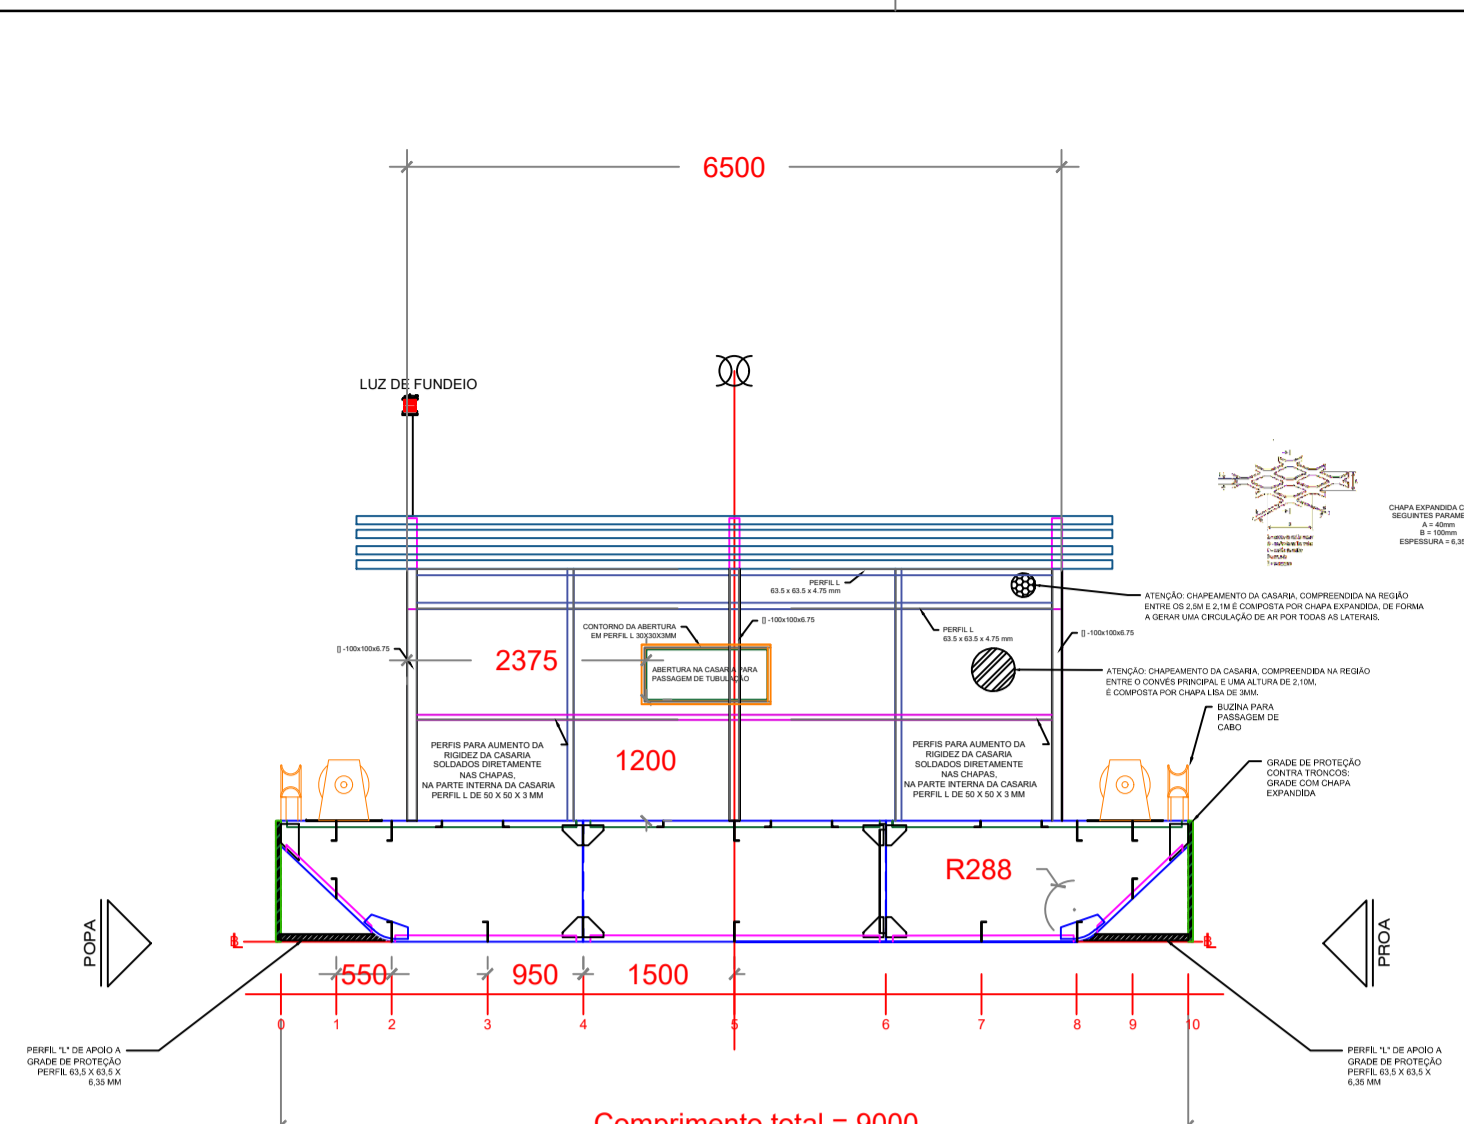 6500
LUZ DE FUNDEIO
CHAPA EXPANDIDA C
SEGUINTES PARAME
A = 40mm
B = 100mm
ESPESSURA = 6,35
PERFIL L
63.5 x 63.5 x 4.75 mm
ATENÇÃO: CHAPEAMENTO DA CASARIA, COMPREENDIDA NA REGIÃO
ENTRE OS 2,5M E 2,1M É COMPOSTA POR CHAPA EXPANDIDA, DE FORMA
A GERAR UMA CIRCULAÇÃO DE AR POR TODAS AS LATERAIS.
CONTORNO DA ABERTURA
EM PERFIL L 30X30X3MM
[] -100x100x6.75
PERFIL L
63.5 x 63.5 x 4.75 mm
[] -100x100x6.75
[] -100x100x6.75
2375
ABERTURA NA CASARIA PARA
PASSAGEM DE TUBULAÇÃO
ATENÇÃO: CHAPEAMENTO DA CASARIA, COMPREENDIDA NA REGIÃO
ENTRE O CONVÉS PRINCIPAL E UMA ALTURA DE 2,10M,
É COMPOSTA POR CHAPA LISA DE 3MM.
BUZINA PARA
PASSAGEM DE
CABO
PERFIS PARA AUMENTO DA
RIGIDEZ DA CASARIA
SOLDADOS DIRETAMENTE
NAS CHAPAS,
NA PARTE INTERNA DA CASARIA
PERFIL L DE 50 X 50 X 3 MM
1200
PERFIS PARA AUMENTO DA
RIGIDEZ DA CASARIA
SOLDADOS DIRETAMENTE
NAS CHAPAS,
NA PARTE INTERNA DA CASARIA
PERFIL L DE 50 X 50 X 3 MM
GRADE DE PROTEÇÃO
CONTRA TRONCOS:
GRADE COM CHAPA
EXPANDIDA
R288
POPA
PROA
550
950
1500
0
1
2
3
4
5
6
7
8
9
10
PERFIL "L" DE APOIO A
GRADE DE PROTEÇÃO
PERFIL 63,5 X 63,5 X
6,35 MM
PERFIL "L" DE APOIO A
GRADE DE PROTEÇÃO
PERFIL 63,5 X 63,5 X
6,35 MM
Comprimento total = 9000